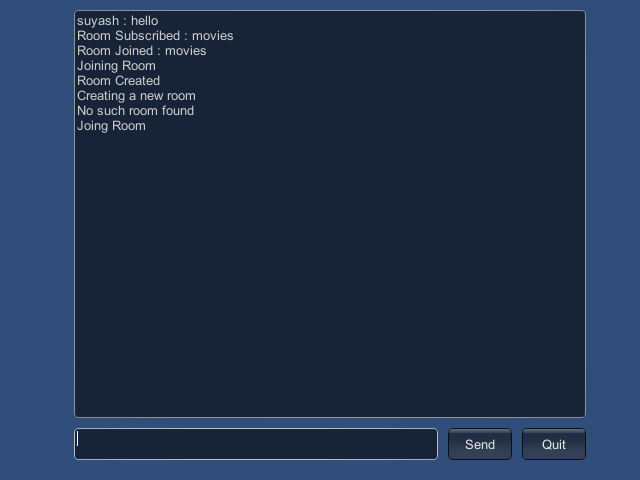 suyash : hello
Room Subscribed : movies
Room Joined : movies
Joining Room
Room Created
Creating a new room
No such room found
Joing Room
Send
Quit